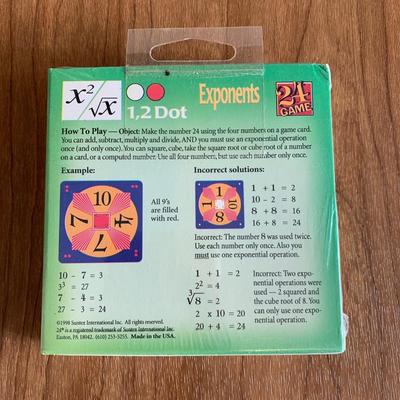 x² √x
1,2 Dot
Exponents
24 GAME®
How To Play — Object: Make the number 24 using the four numbers on a game card.
You can add, subtract, multiply and divide, AND you must use an exponential operation
once (and only once). You can square, cube, take the square root or cube root of a number
on a card, or a computed number. Use all four numbers, but use each number only once.
Example:
10
7
4
7
All 9's
are filled
with red.
10 - 7 = 3
3³ = 27
7 - 4 = 3
27 - 3 = 24
©1998 Suntex International Inc. All rights reserved.
24® is a registered trademark of Suntex International Inc.
Easton, PA 18042. (610) 253-5255. Made in the USA.
Incorrect solutions:
1
10
1
8
1 + 1 = 2
10 - 2 = 8
8 + 8 = 16
16 + 8 = 24
Incorrect: The number 8 was used twice.
Use each number only once. Also you
must use one exponential operation.
1 + 1 = 2
2² = 4
∛8 = 2
2 x 10 = 20
20 + 4 = 24
Incorrect: Two expo-
nential operations were
used — 2 squared and
the cube root of 8. You
can only use one expo-
nential operation.